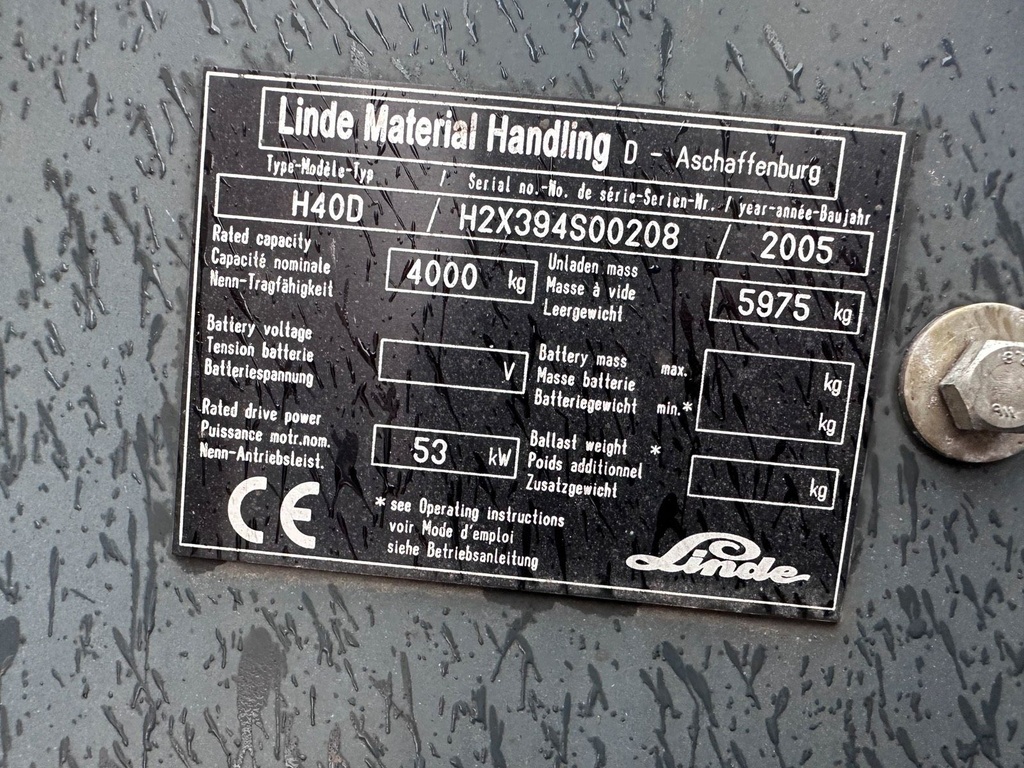 Linde Material Handling D - Aschaffenburg
Type-Modèle-Typ / Serial no.-No. de série-Serien-Nr. / year-année-Baujahr
H40D / H2X394S00208 / 2005
Rated capacity
Capacité nominale
Nenn-Tragfähigkeit
4000 kg
Unladen mass
Masse à vide
Leergewicht
5975 kg
Battery voltage
Tension batterie
Batteriespannung
V
Battery mass max.
Masse batterie
Batteriegewicht min.*
kg
kg
Rated drive power
Puissance motr.nom.
Nenn-Antriebsleist.
53 kW
Ballast weight *
Poids additionnel
Zusatzgewicht
kg
CE
* see Operating instructions
voir Mode d'emploi
siehe Betriebsanleitung
Linde